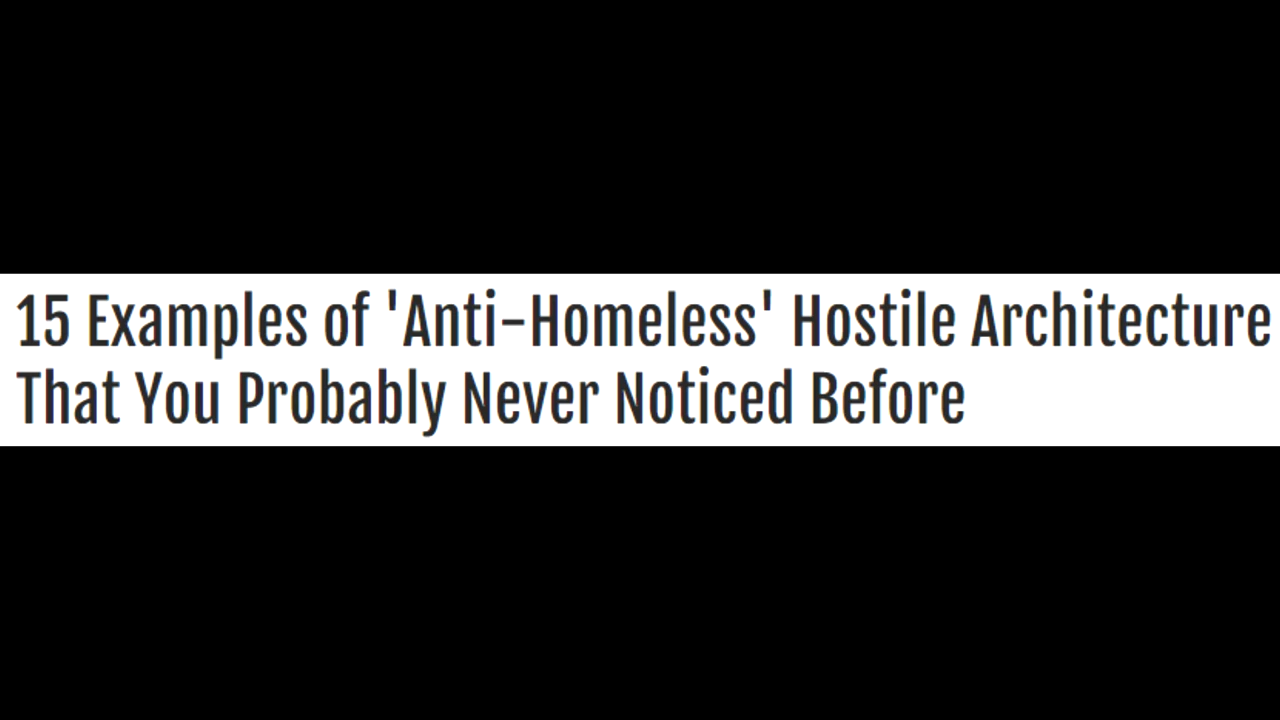 15 Examples of 'Anti-Homeless' Hostile Architecture
That You Probably Never Noticed Before